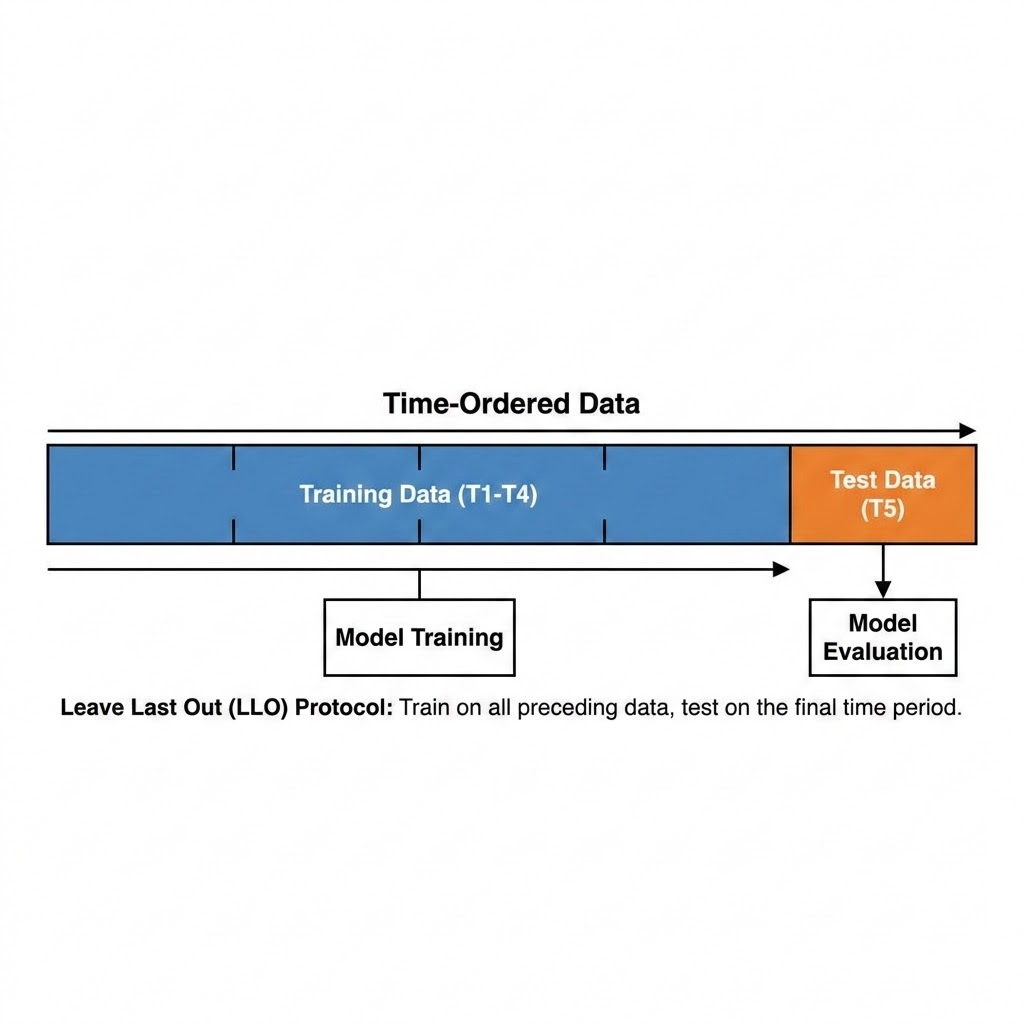 Time-Ordered Data
Training Data (T1-T4)
Test Data
(T5)
Model Training
Model
Evaluation
Leave Last Out (LLO) Protocol: Train on all preceding data, test on the final time period.